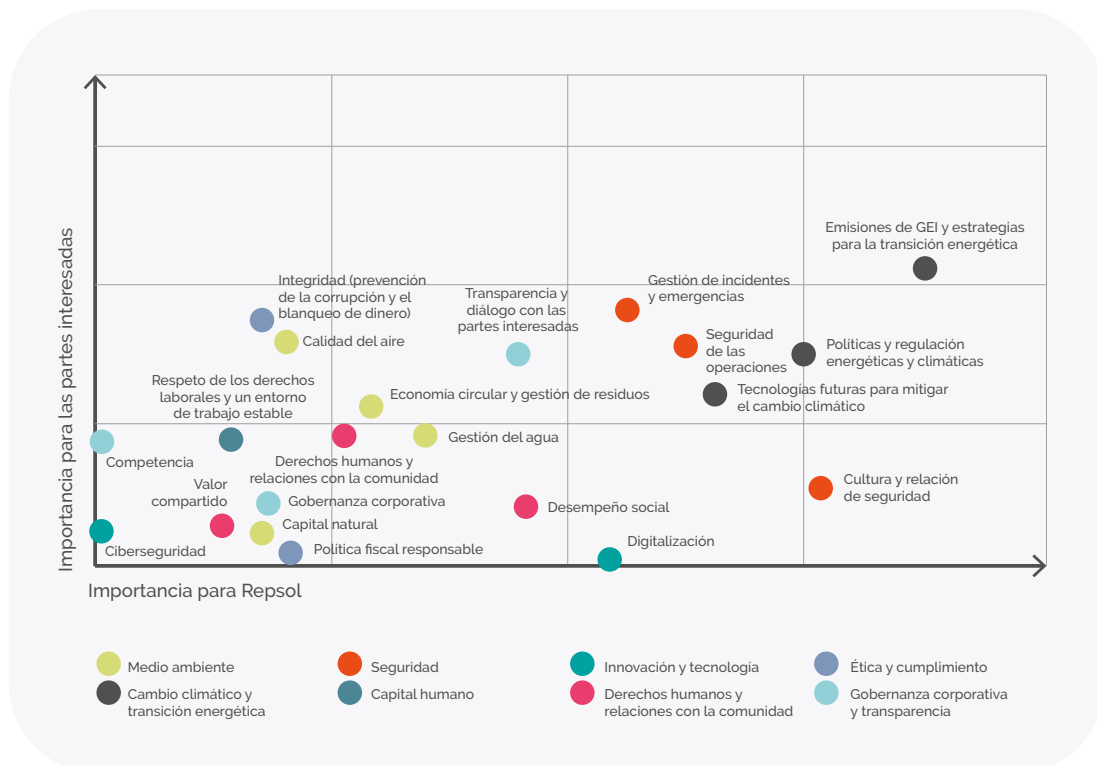 Importancia para las partes interesadas
Emisiones de GEI y estrategias
para la transición energética
Integridad (prevención
de la corrupción y el
blanqueo de dinero)
Transparencia y
diálogo con las
partes interesadas
Gestión de incidentes
y emergencias
Calidad del aire
Seguridad
de las
operaciones
Políticas y regulación
energéticas y climáticas
Respeto de los derechos
laborales y un entorno
de trabajo estable
Economía circular y gestión de residuos
Tecnologías futuras para mitigar
el cambio climático
Gestión del agua
Competencia
Derechos humanos y
relaciones con la comunidad
Valor
compartido
Gobernanza corporativa
Cultura y relación
de seguridad
Desempeño social
Capital natural
Ciberseguridad
Política fiscal responsable
Digitalización
Importancia para Repsol
Medio ambiente
Seguridad
Innovación y tecnología
Ética y cumplimiento
Cambio climático y
transición energética
Capital humano
Derechos humanos y
relaciones con la comunidad
Gobernanza corporativa
y transparencia